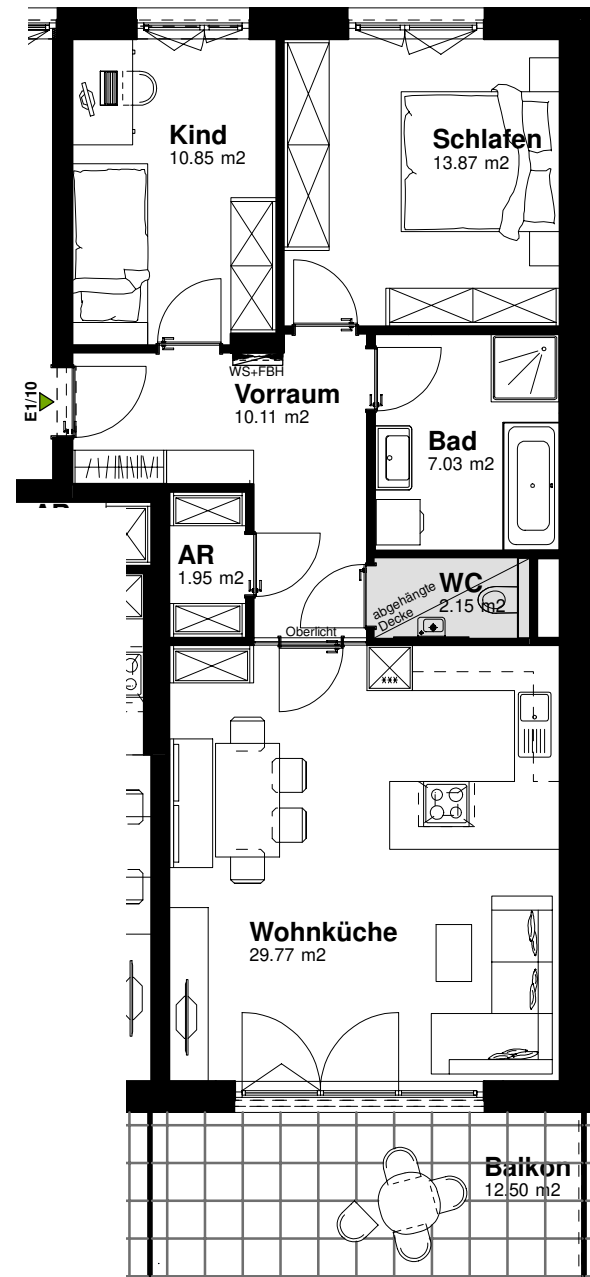 Kind
10.85 m2
Schlafen
13.87 m2
WS+FBH
Vorraum
10.11 m2
E1/10
Bad
7.03 m2
AR
1.95 m2
WC
2.15 m2
abgehängte
Decke
Oberlicht
***
Wohnküche
29.77 m2
Balkon
12.50 m2